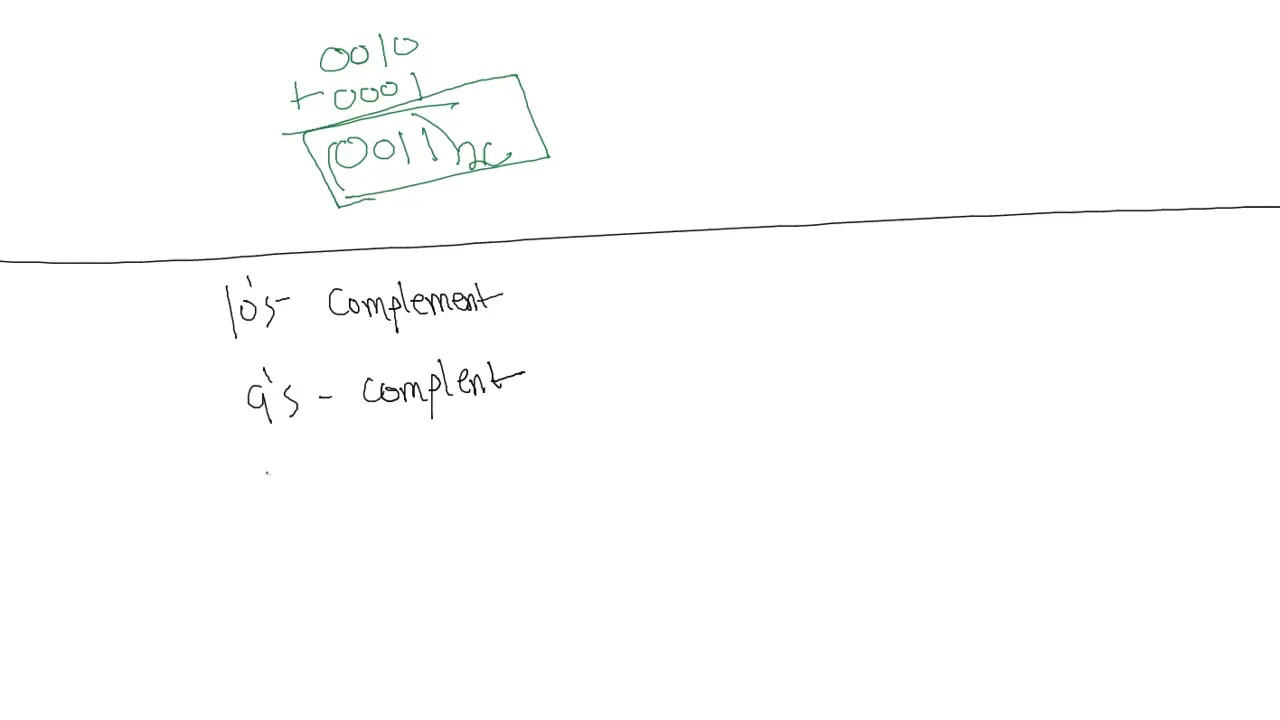 0010
+ 0001
(0011)2C
10's- Complement
9's - complent